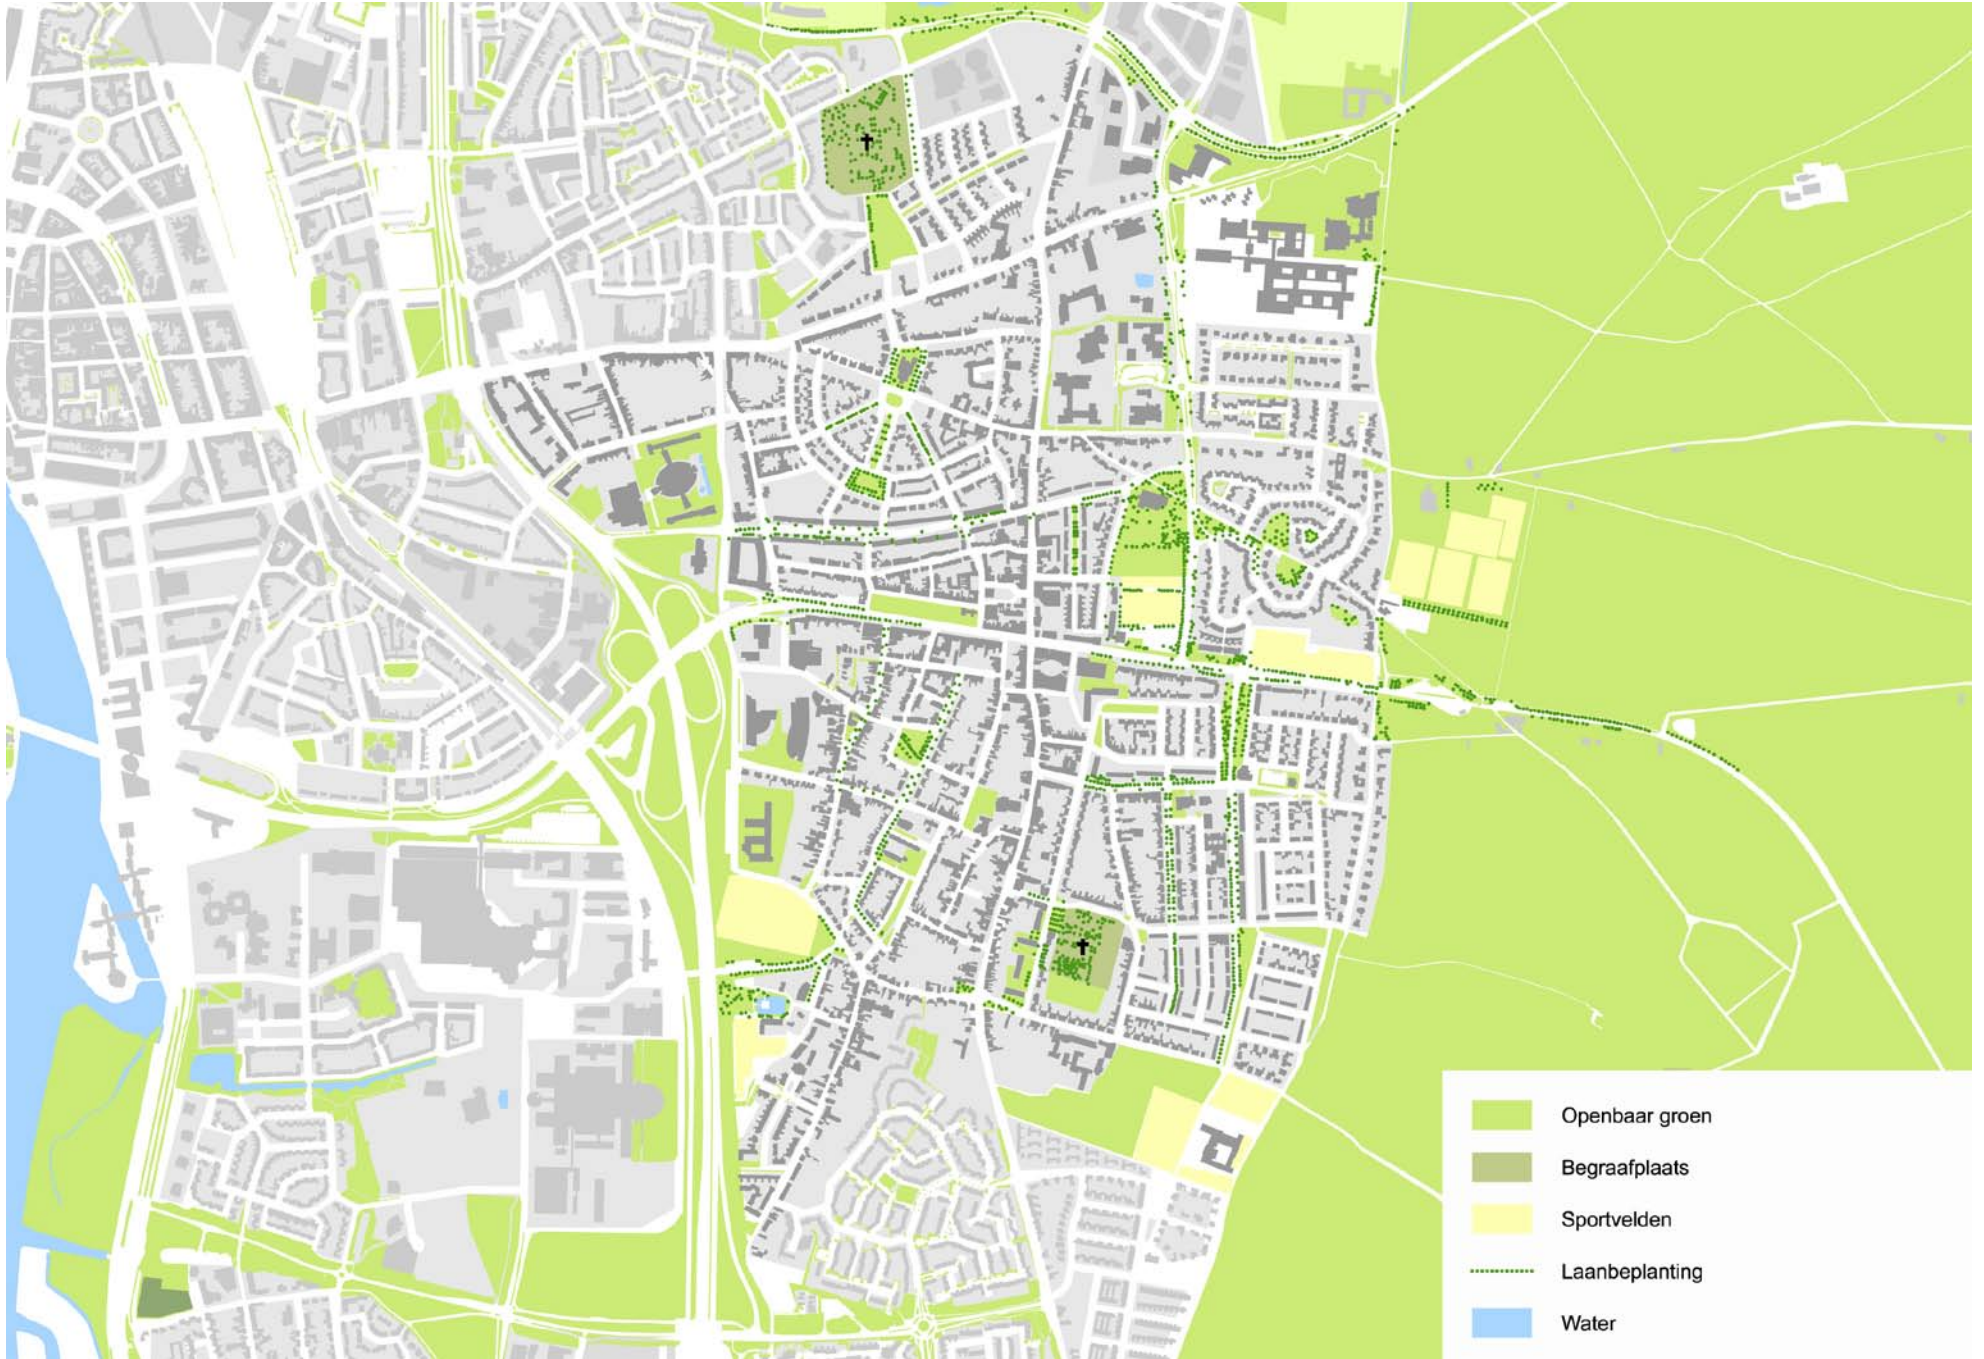 Openbaar groen
Begraafplaats
Sportvelden
Laanbeplanting
Water